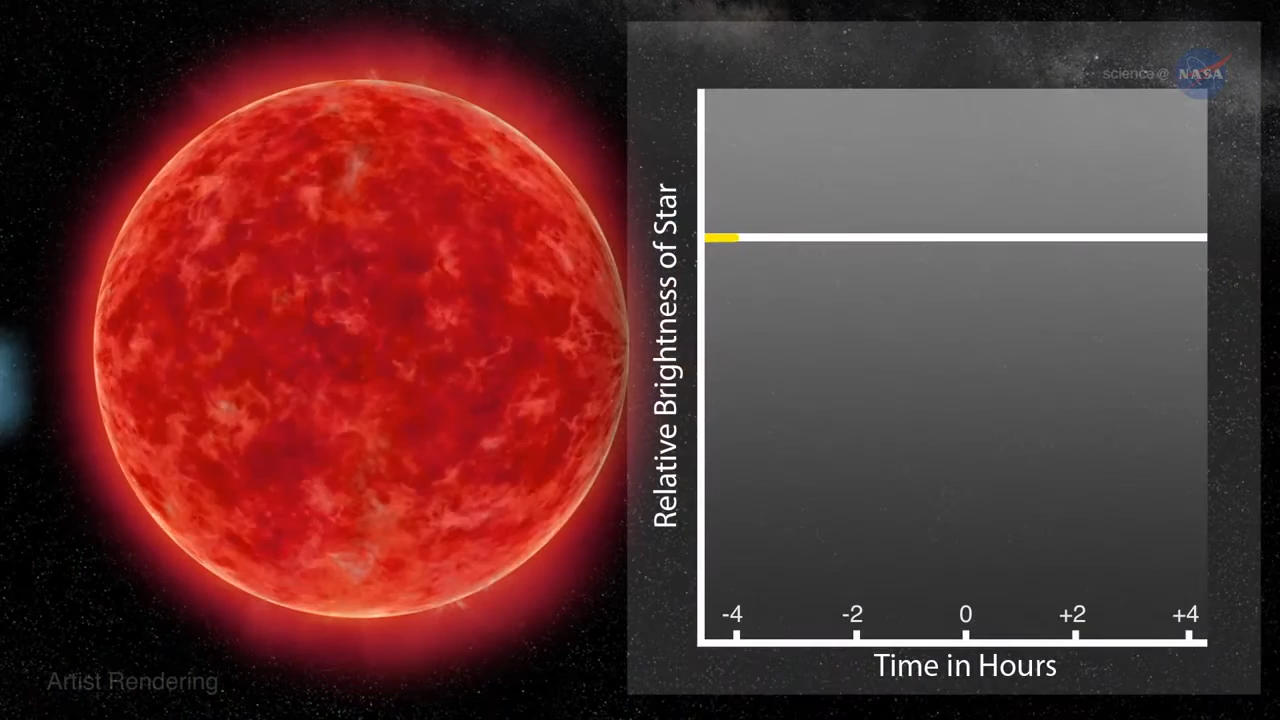 science@ NASA
Relative Brightness of Star
-4 -2 0 +2 +4
Time in Hours
Artist Rendering